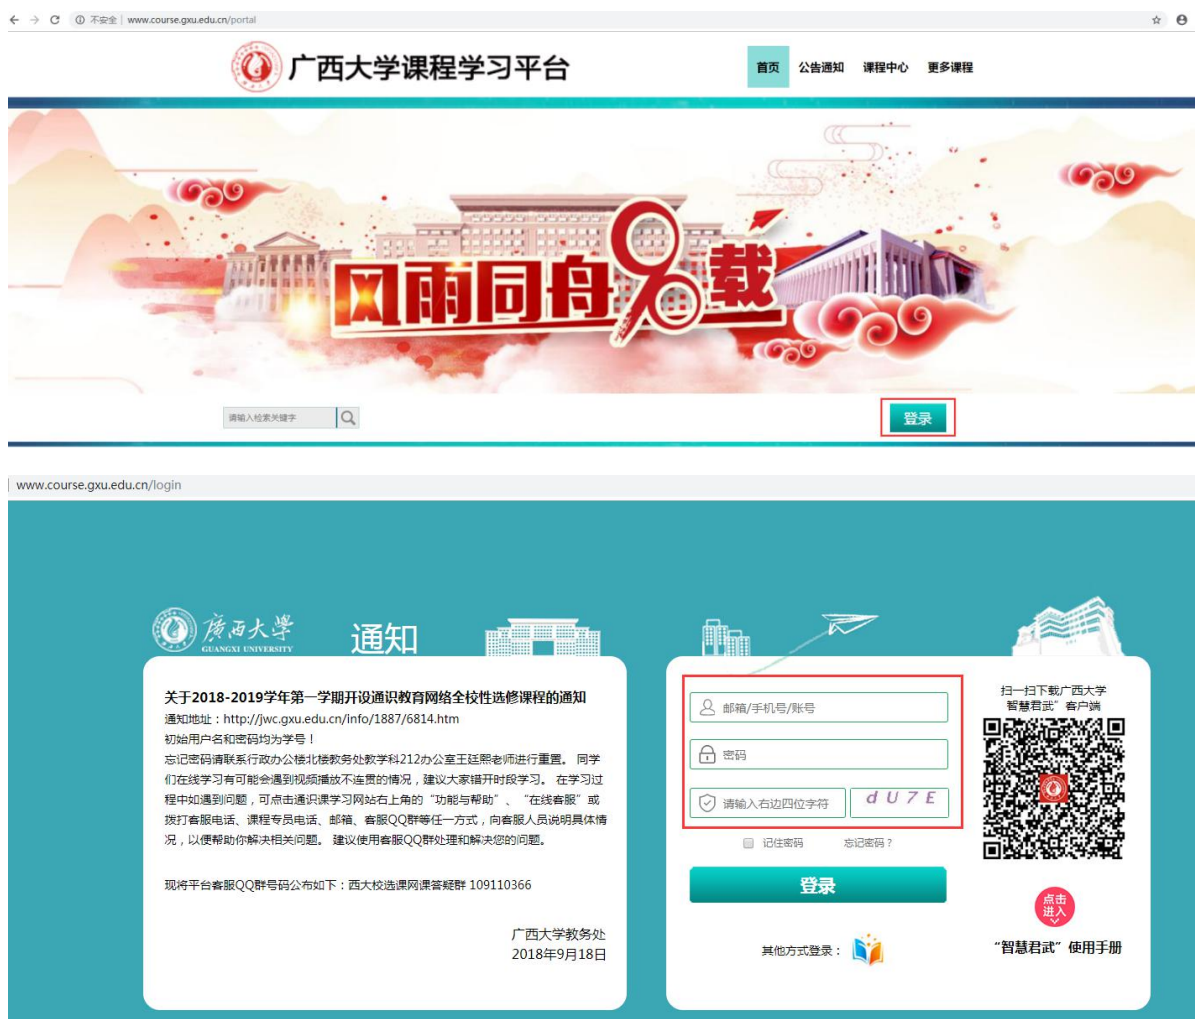 不安全 | www.course.gxu.edu.cn/portal
广西大学课程学习平台
首页 公告通知 课程中心 更多课程
风雨同舟90载
请输入检索关键字
登录
www.course.gxu.edu.cn/login
廣西大學
GUANGXI UNIVERSITY
通知
关于2018-2019学年第一学期开设通识教育网络全校性选修课程的通知
通知地址：http://jwc.gxu.edu.cn/info/1887/6814.htm
初始用户名和密码均为学号！
忘记密码请联系行政办公楼北楼教务处教学科212办公室王廷熙老师进行重置。 同学
们在线学习有可能会遇到视频播放不连贯的情况，建议大家错开时段学习。 在学习过
程中如遇到问题，可点击通识课学习网站右上角的“功能与帮助”、“在线客服”或
拨打客服电话、课程专员电话、邮箱、客服QQ群等任一方式，向客服人员说明具体情
况，以便帮助你解决相关问题。 建议使用客服QQ群处理和解决您的问题。
现将平台客服QQ群号码公布如下：西大校选课网课答疑群 109110366
广西大学教务处
2018年9月18日
邮箱/手机号/账号
密码
请输入右边四位字符
dU7E
记住密码 忘记密码？
登录
其他方式登录：
扫一扫下载广西大学
智慧君武”客户端
点击
进入
“智慧君武”使用手册